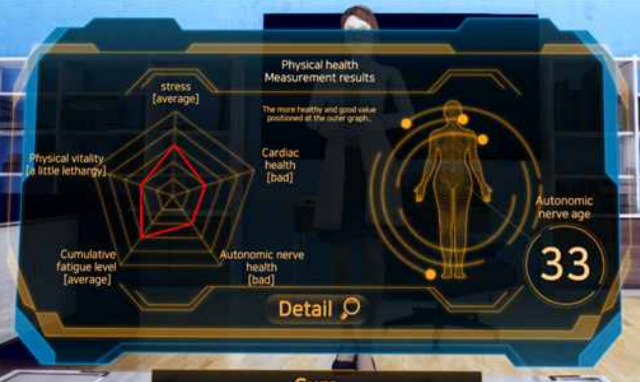 Physical health
Measurement results
stress
[average]
The more healthy and good value
positioned at the outer graph.
Physical vitality
[a little lethargy]
Cardiac
health
[bad]
Cumulative
fatigue level
[average]
Autonomic nerve
health
[bad]
Autonomic
nerve age
33
Detail